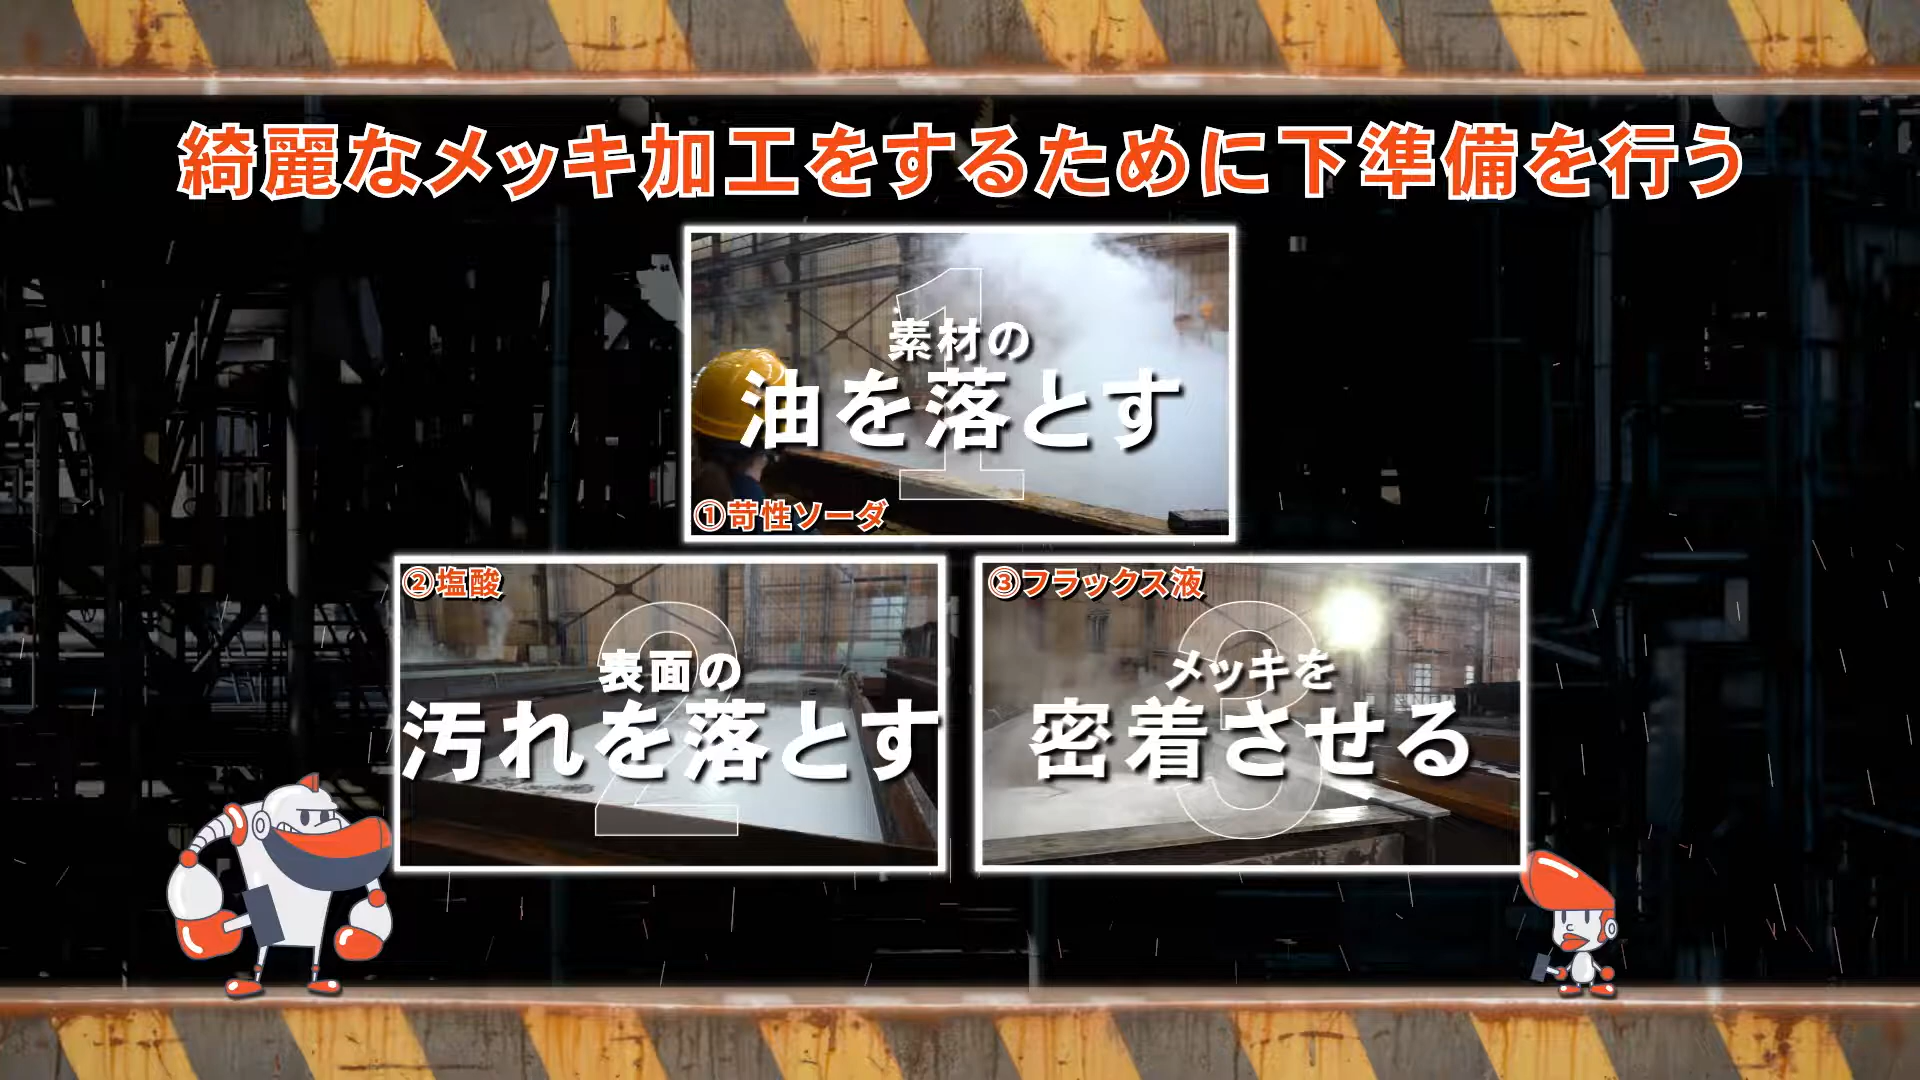 綺麗なメッキ加工をするために下準備を行う
1
素材の
油を落とす
①苛性ソーダ
②塩酸
2
表面の
汚れを落とす
③フラックス液
3
メッキを
密着させる